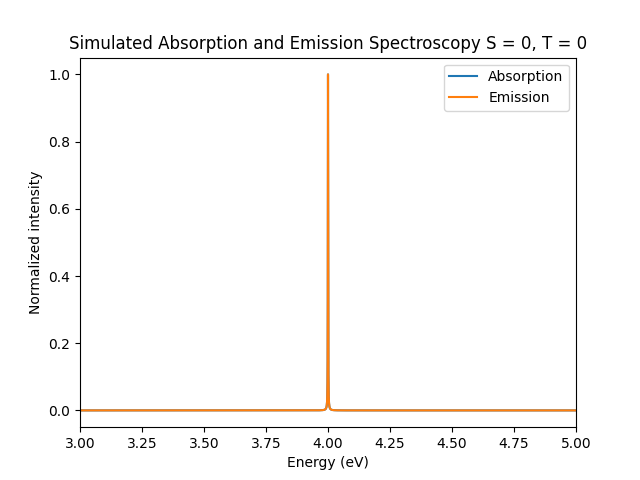 Simulated Absorption and Emission Spectroscopy S = 0, T = 0
Absorption
Emission
Normalized intensity
1.0
0.8
0.6
0.4
0.2
0.0
3.00 3.25 3.50 3.75 4.00 4.25 4.50 4.75 5.00
Energy (eV)